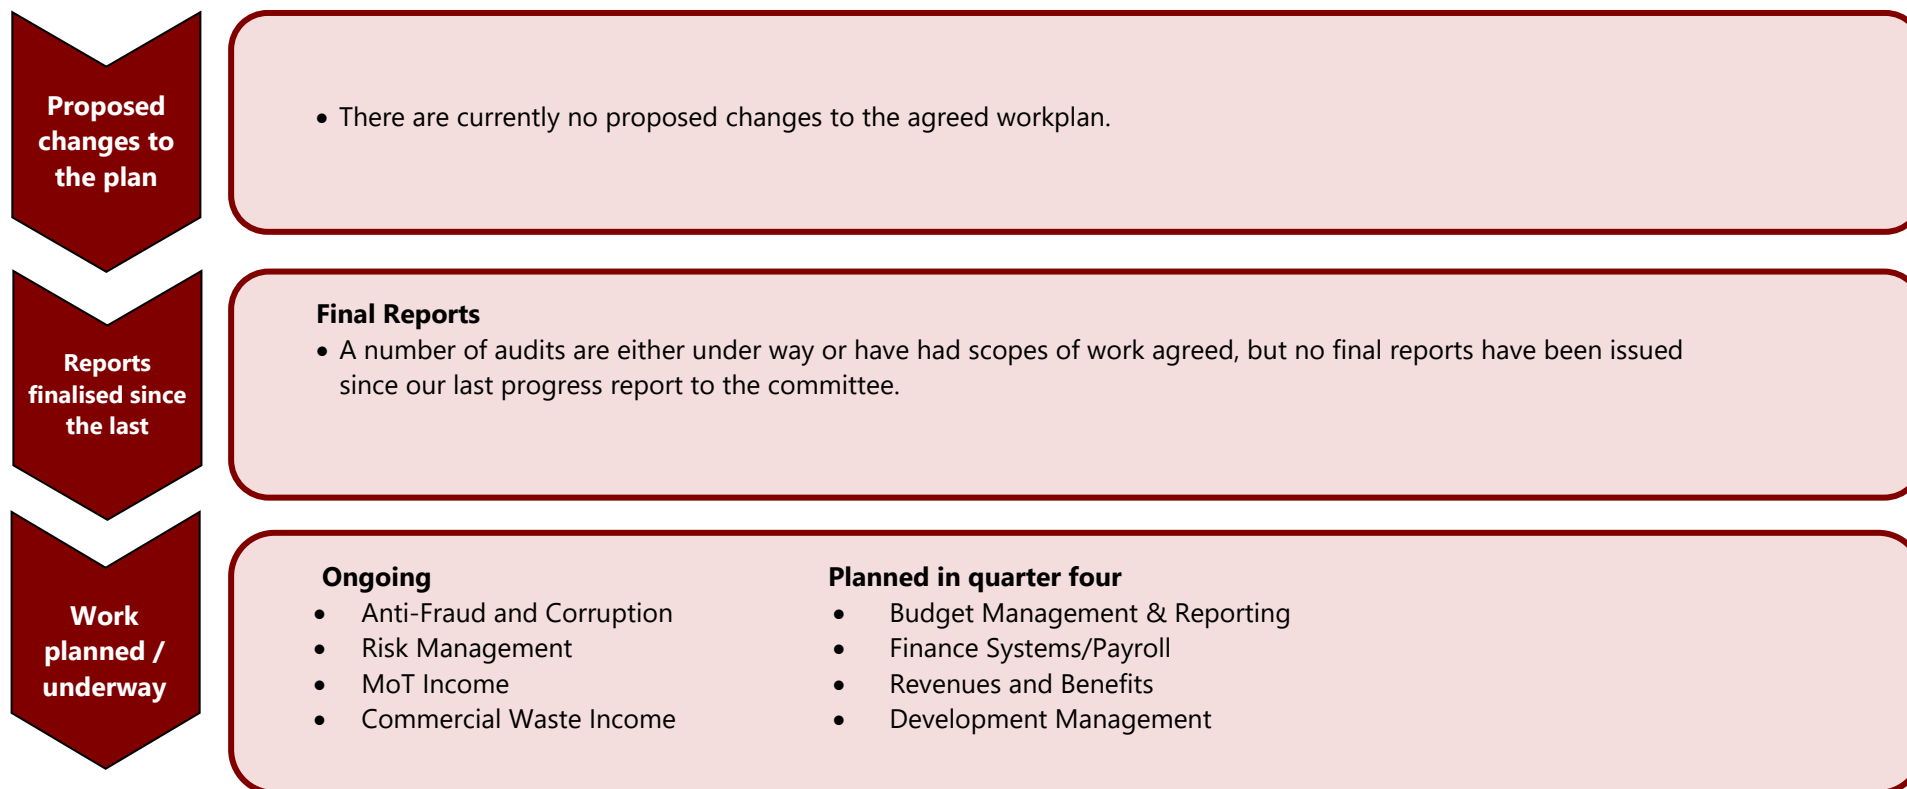 Proposed
changes to
the plan
• There are currently no proposed changes to the agreed workplan.
Reports
finalised since
the last
Final Reports
• A number of audits are either under way or have had scopes of work agreed, but no final reports have been issued
since our last progress report to the committee.
Work
planned /
underway
Ongoing
• Anti-Fraud and Corruption
• Risk Management
• MoT Income
• Commercial Waste Income
Planned in quarter four
• Budget Management & Reporting
• Finance Systems/Payroll
• Revenues and Benefits
• Development Management